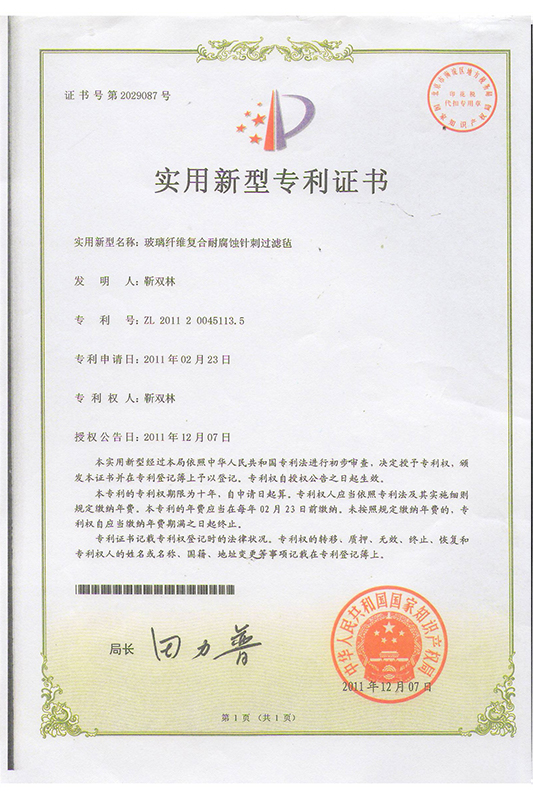 证书号第2029087号
国家知识产权局
印花税
代扣专用章
实用新型专利证书
实用新型名称：玻璃纤维复合耐腐蚀针刺过滤毡
发明人：靳双林
专利号：ZL 2011 2 0045113.5
专利申请日：2011年02月23日
专利权人：靳双林
授权公告日：2011年12月07日
本实用新型经过本局依照中华人民共和国专利法进行初步审查，决定授予专利权，颁
发本证书并在专利登记簿上予以登记。专利权自授权公告之日起生效。
本专利的专利权期限为十年，自申请日起算。专利权人应当依照专利法及其实施细则
规定缴纳年费。本专利的年费应当在每年02月23日前缴纳。未按照规定缴纳年费的，专利
权自应当缴纳年费期满之日起终止。
专利证书记载专利权登记时的法律状况。专利权的转移、质押、无效、终止、恢复和
专利权人的姓名或名称、国籍、地址变更等事项记载在专利登记簿上。
局长
田力普
中华人民共和国国家知识产权局
2011年12月07日
第1页（共1页）